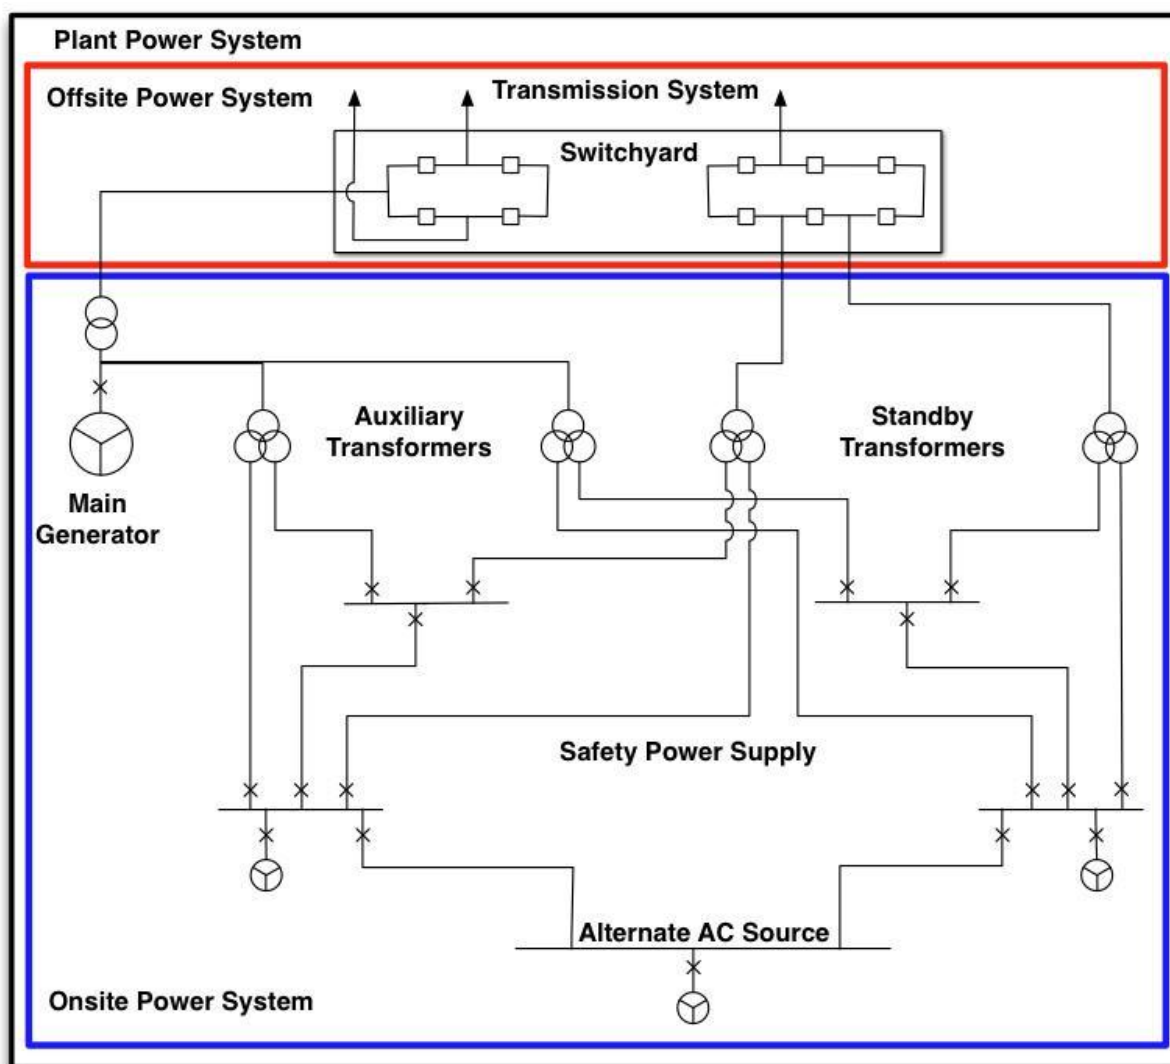 Plant Power System
Offsite Power System
Transmission System
Switchyard
Auxiliary
Transformers
Standby
Transformers
Main
Generator
Safety Power Supply
Alternate AC Source
Onsite Power System